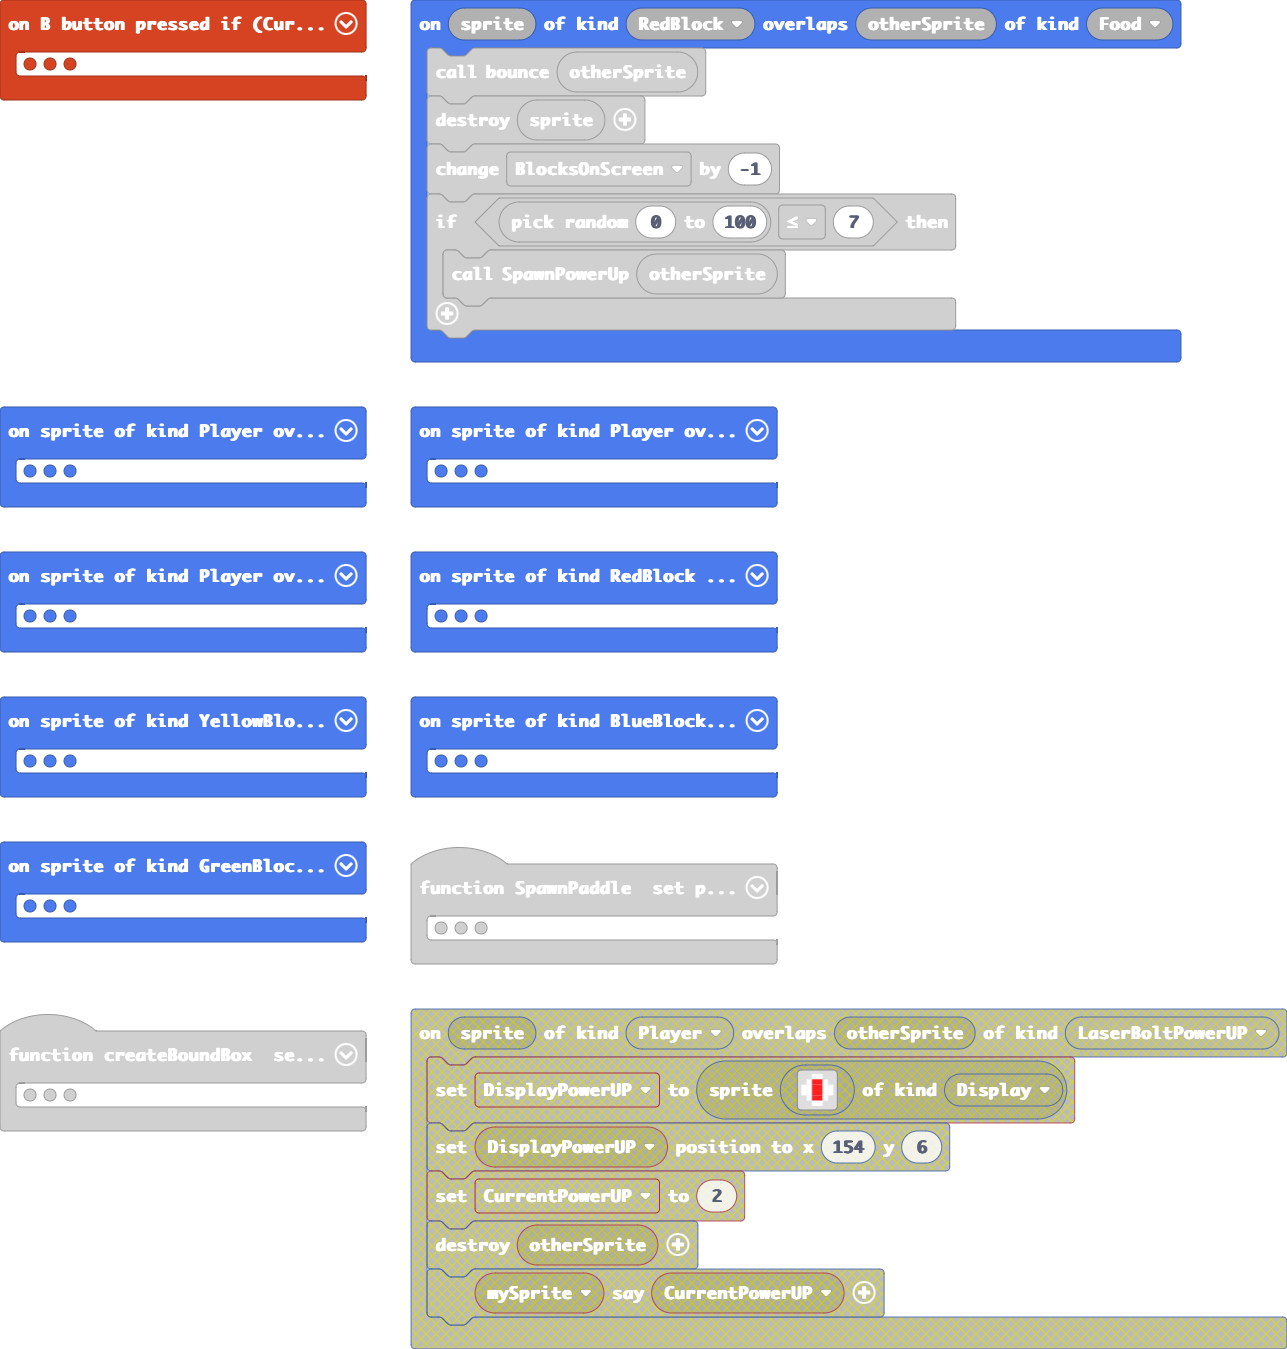 on B button pressed if (Cur...
on sprite of kind RedBlock overlaps otherSprite of kind Food
call bounce otherSprite
destroy sprite
change BlocksOnScreen by -1
if pick random 0 to 100 ≤ 7 then
call SpawnPowerUp otherSprite
on sprite of kind Player ov...
on sprite of kind Player ov...
on sprite of kind Player ov...
on sprite of kind RedBlock ...
on sprite of kind YellowBlo...
on sprite of kind BlueBlock...
on sprite of kind GreenBloc...
function SpawnPaddle set p...
function createBoundBox se...
on sprite of kind Player overlaps otherSprite of kind LaserBoltPowerUP
set DisplayPowerUP to sprite of kind Display
set DisplayPowerUP position to x 154 y 6
set CurrentPowerUP to 2
destroy otherSprite
mySprite say CurrentPowerUP